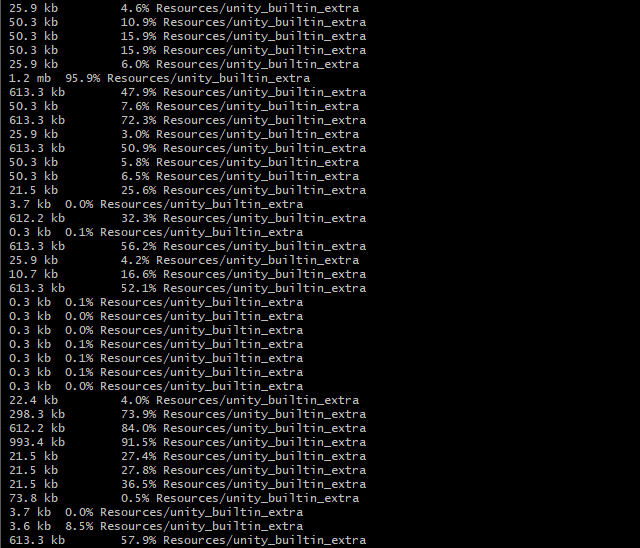 25.9 kb 4.6% Resources/unity_builtin_extra
50.3 kb 10.9% Resources/unity_builtin_extra
50.3 kb 15.9% Resources/unity_builtin_extra
50.3 kb 15.9% Resources/unity_builtin_extra
25.9 kb 6.0% Resources/unity_builtin_extra
1.2 mb 95.9% Resources/unity_builtin_extra
613.3 kb 47.9% Resources/unity_builtin_extra
50.3 kb 7.6% Resources/unity_builtin_extra
613.3 kb 72.3% Resources/unity_builtin_extra
25.9 kb 3.0% Resources/unity_builtin_extra
613.3 kb 50.9% Resources/unity_builtin_extra
50.3 kb 5.8% Resources/unity_builtin_extra
50.3 kb 6.5% Resources/unity_builtin_extra
21.5 kb 25.6% Resources/unity_builtin_extra
3.7 kb 0.0% Resources/unity_builtin_extra
612.2 kb 32.3% Resources/unity_builtin_extra
0.3 kb 0.1% Resources/unity_builtin_extra
613.3 kb 56.2% Resources/unity_builtin_extra
25.9 kb 4.2% Resources/unity_builtin_extra
10.7 kb 16.6% Resources/unity_builtin_extra
613.3 kb 52.1% Resources/unity_builtin_extra
0.3 kb 0.1% Resources/unity_builtin_extra
0.3 kb 0.0% Resources/unity_builtin_extra
0.3 kb 0.0% Resources/unity_builtin_extra
0.3 kb 0.1% Resources/unity_builtin_extra
0.3 kb 0.1% Resources/unity_builtin_extra
0.3 kb 0.0% Resources/unity_builtin_extra
22.4 kb 4.0% Resources/unity_builtin_extra
298.3 kb 73.9% Resources/unity_builtin_extra
612.2 kb 84.0% Resources/unity_builtin_extra
993.4 kb 91.5% Resources/unity_builtin_extra
21.5 kb 27.4% Resources/unity_builtin_extra
21.5 kb 27.8% Resources/unity_builtin_extra
21.5 kb 36.5% Resources/unity_builtin_extra
73.8 kb 0.5% Resources/unity_builtin_extra
3.7 kb 0.0% Resources/unity_builtin_extra
3.6 kb 8.5% Resources/unity_builtin_extra
613.3 kb 57.9% Resources/unity_builtin_extra